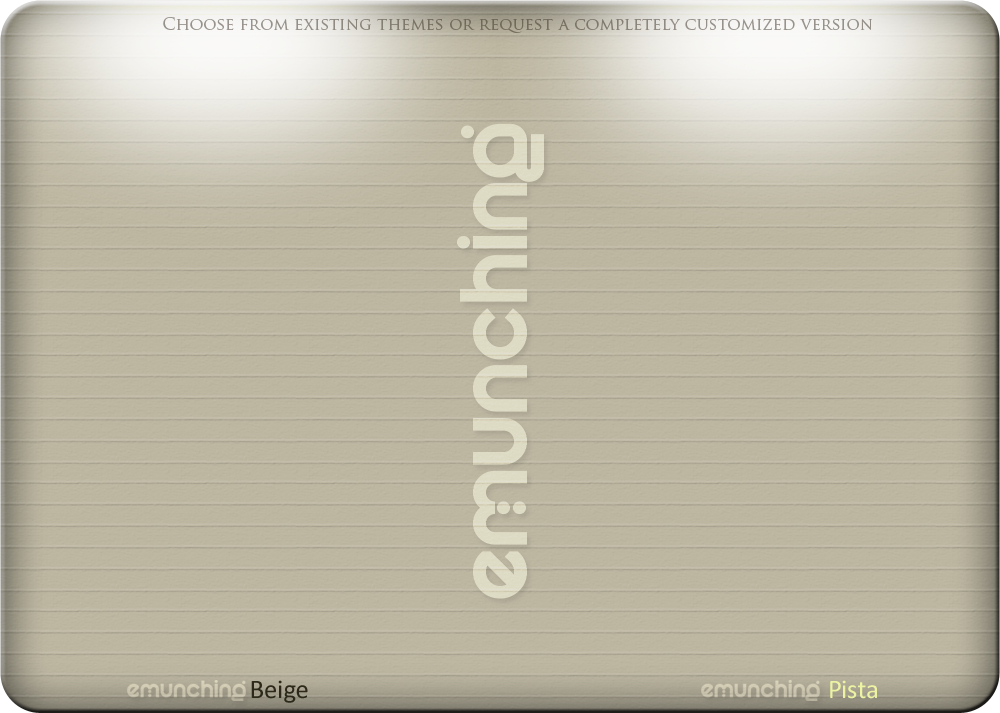 Choose from existing themes or request a completely customized version
emunching
emunching Beige
emunching Pista